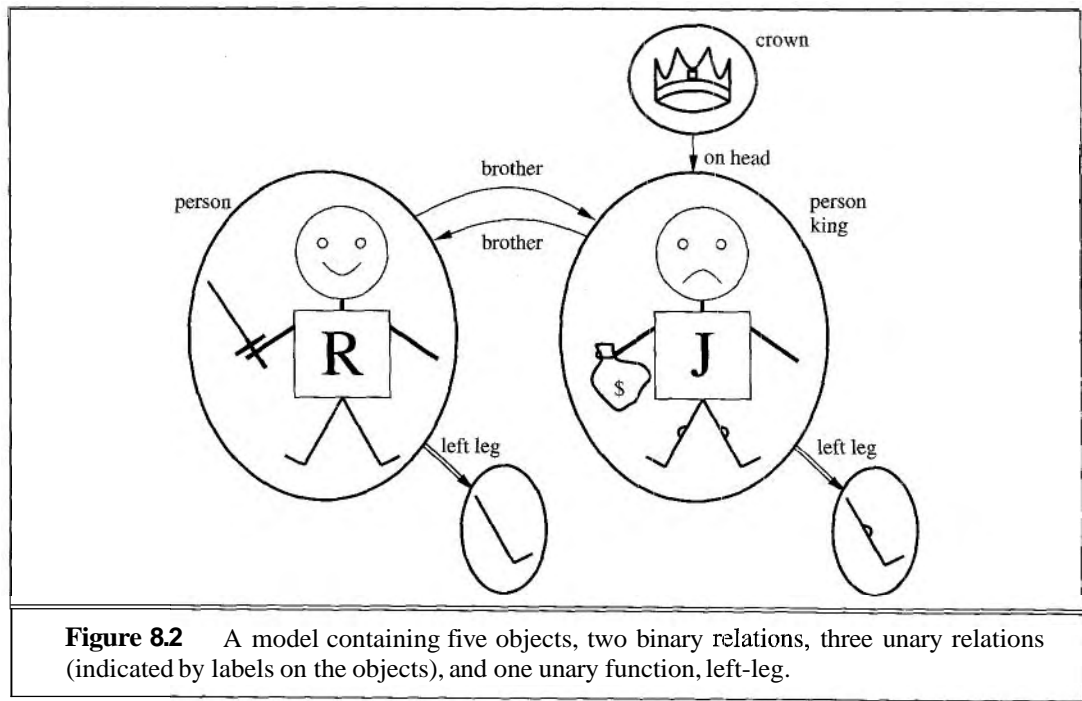 crown
on head
brother
person
person
king
brother
R
J
$
left leg
left leg
Figure 8.2 A model containing five objects, two binary relations, three unary relations
(indicated by labels on the objects), and one unary function, left-leg.